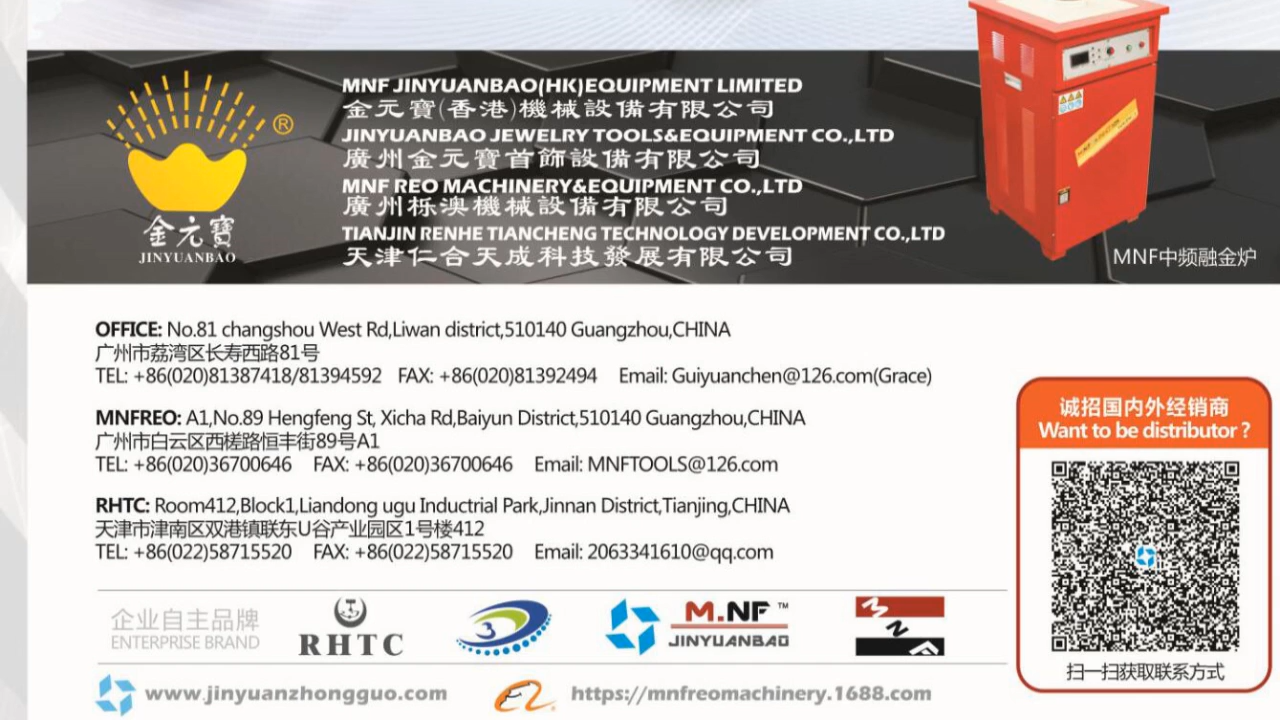 MNF JINYUANBAO(HK)EQUIPMENT LIMITED
金元寶(香港)機械設備有限公司
JINYUANBAO JEWELRY TOOLS&EQUIPMENT CO.,LTD
廣州金元寶首飾設備有限公司
MNF REO MACHINERY&EQUIPMENT CO.,LTD
廣州栎澳機械設備有限公司
TIANJIN RENHE TIANCHENG TECHNOLOGY DEVELOPMENT CO.,LTD
天津仁合天成科技發展有限公司
®
金元寶
JINYUANBAO
MNF中频融金炉
OFFICE: No.81 changshou West Rd,Liwan district,510140 Guangzhou,CHINA
广州市荔湾区长寿西路81号
TEL: +86(020)81387418/81394592 FAX: +86(020)81392494 Email: Guiyuanchen@126.com(Grace)
MNFREO: A1,No.89 Hengfeng St, Xicha Rd,Baiyun District,510140 Guangzhou,CHINA
广州市白云区西槎路恒丰街89号A1
TEL: +86(020)36700646 FAX: +86(020)36700646 Email: MNFTOOLS@126.com
RHTC: Room412,Block1,Liandong ugu Inductrial Park,Jinnan District,Tianjing,CHINA
天津市津南区双港镇联东U谷产业园区1号楼412
TEL: +86(022)58715520 FAX: +86(022)58715520 Email: 2063341610@qq.com
诚招国内外经销商
Want to be distributor ?
扫一扫获取联系方式
企业自主品牌
ENTERPRISE BRAND
RHTC
3
M.NF ™
JINYUANBAO
www.jinyuanzhongguo.com
https://mnfreomachinery.1688.com